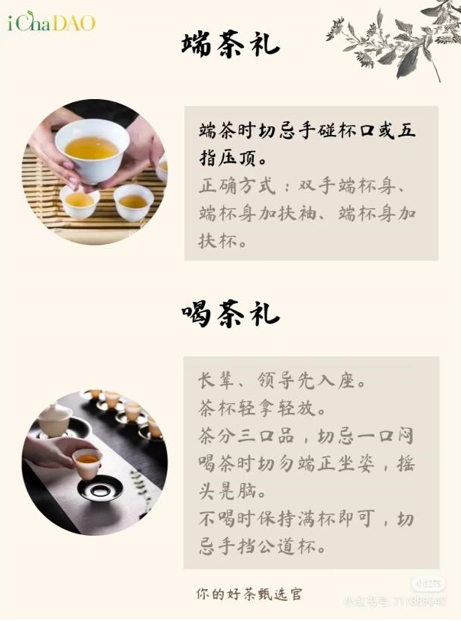 iChaDAO
端茶礼
端茶时切忌手碰杯口或五
指压顶。
正确方式：双手端杯身、
端杯身加扶袖、端杯身加
扶杯。
喝茶礼
长辈、领导先入座。
茶杯轻拿轻放。
茶分三口品，切忌一口闷
喝茶时切勿端正坐姿，摇
头晃脑。
不喝时保持满杯即可，切
忌手挡公道杯。
小红书
你的好茶甄选官